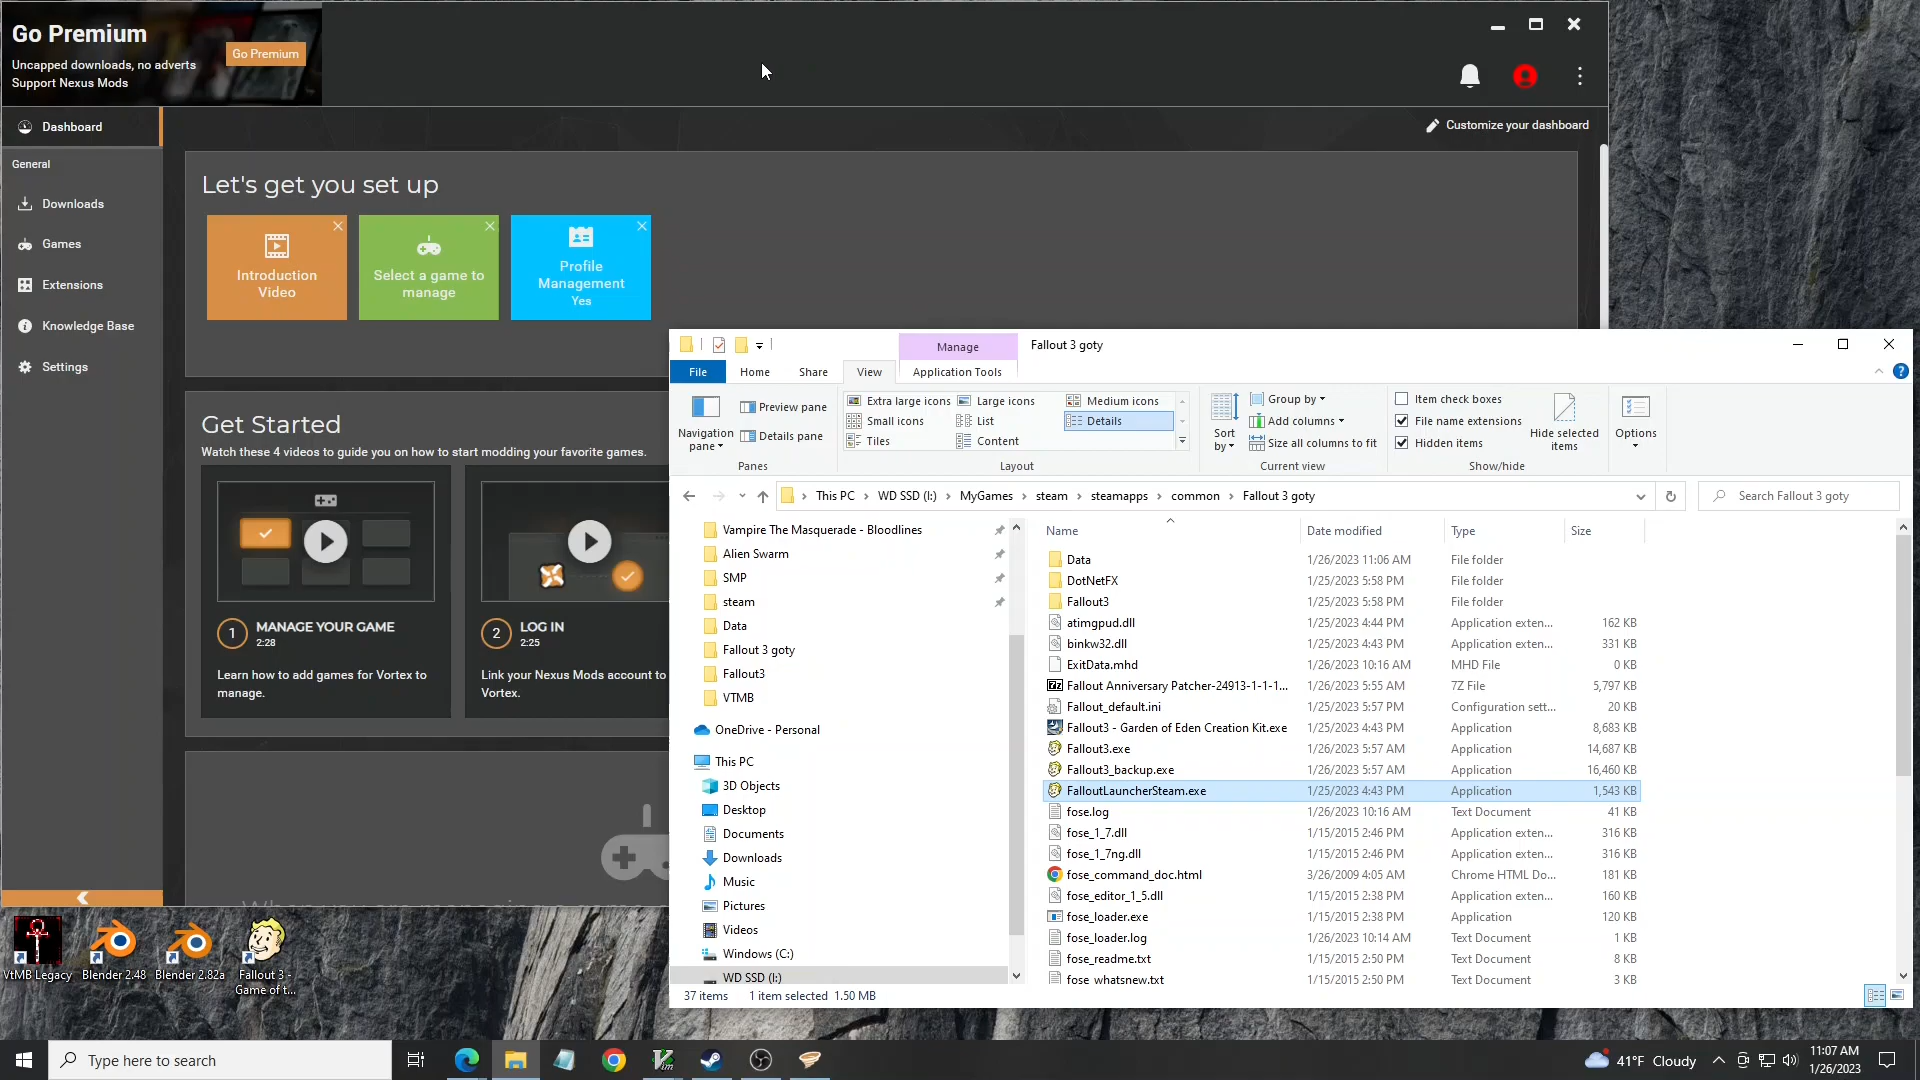 Go Premium
Uncapped downloads, no adverts
Support Nexus Mods
Go Premium
Dashboard
General
Downloads
Games
Extensions
Knowledge Base
Settings
Customize your dashboard
Let's get you set up
Introduction
Video
Select a game to
manage
Profile
Management
Yes
Get Started
Watch these 4 videos to guide you on how to start modding your favorite games.
1
MANAGE YOUR GAME
2:28
Learn how to add games for Vortex to
manage.
2
LOG IN
2:25
Link your Nexus Mods account to
Vortex.
Manage
Fallout 3 goty
File
Home
Share
View
Application Tools
Navigation
pane
Preview pane
Details pane
Panes
Extra large icons
Large icons
Medium icons
Small icons
List
Details
Tiles
Content
Layout
Sort
by
Group by
Add columns
Size all columns to fit
Current view
Item check boxes
File name extensions
Hidden items
Hide selected
items
Show/hide
Options
This PC
WD SSD (I:)
MyGames
steam
steamapps
common
Fallout 3 goty
Search Fallout 3 goty
Vampire The Masquerade - Bloodlines
Alien Swarm
SMP
steam
Data
Fallout 3 goty
Fallout3
VTMB
OneDrive - Personal
This PC
3D Objects
Desktop
Documents
Downloads
Music
Pictures
Videos
Windows (C:)
WD SSD (I:)
Name Date modified Type Size
Data 1/26/2023 11:06 AM File folder
DotNetFX 1/25/2023 5:58 PM File folder
Fallout3 1/25/2023 5:58 PM File folder
atimgpud.dll 1/25/2023 4:44 PM Application exten... 162 KB
binkw32.dll 1/25/2023 4:43 PM Application exten... 331 KB
ExitData.mhd 1/26/2023 10:16 AM MHD File 0 KB
Fallout Anniversary Patcher-24913-1-1-1... 1/26/2023 5:55 AM 7Z File 5,797 KB
Fallout_default.ini 1/25/2023 5:57 PM Configuration sett... 20 KB
Fallout3 - Garden of Eden Creation Kit.exe 1/25/2023 4:43 PM Application 8,683 KB
Fallout3.exe 1/26/2023 5:57 AM Application 14,687 KB
Fallout3_backup.exe 1/26/2023 5:57 AM Application 16,460 KB
FalloutLauncherSteam.exe 1/25/2023 4:43 PM Application 1,543 KB
fose.log 1/26/2023 10:16 AM Text Document 41 KB
fose_1_7.dll 1/15/2015 2:46 PM Application exten... 316 KB
fose_1_7ng.dll 1/15/2015 2:46 PM Application exten... 316 KB
fose_command_doc.html 3/26/2009 4:05 AM Chrome HTML Do... 181 KB
fose_editor_1_5.dll 1/15/2015 2:38 PM Application exten... 160 KB
fose_loader.exe 1/15/2015 2:38 PM Application 120 KB
fose_loader.log 1/26/2023 10:14 AM Text Document 1 KB
fose_readme.txt 1/15/2015 2:50 PM Text Document 8 KB
fose_whatsnew.txt 1/15/2015 2:50 PM Text Document 3 KB
37 items 1 item selected 1.50 MB
VtMB Legacy
Blender 2.48
Blender 2.82a
Fallout 3 -
Game of t...
Type here to search
41°F Cloudy
11:07 AM
1/26/2023